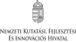 Nemzeti Kutatási, Fejlesztési
és Innovációs Hivatal